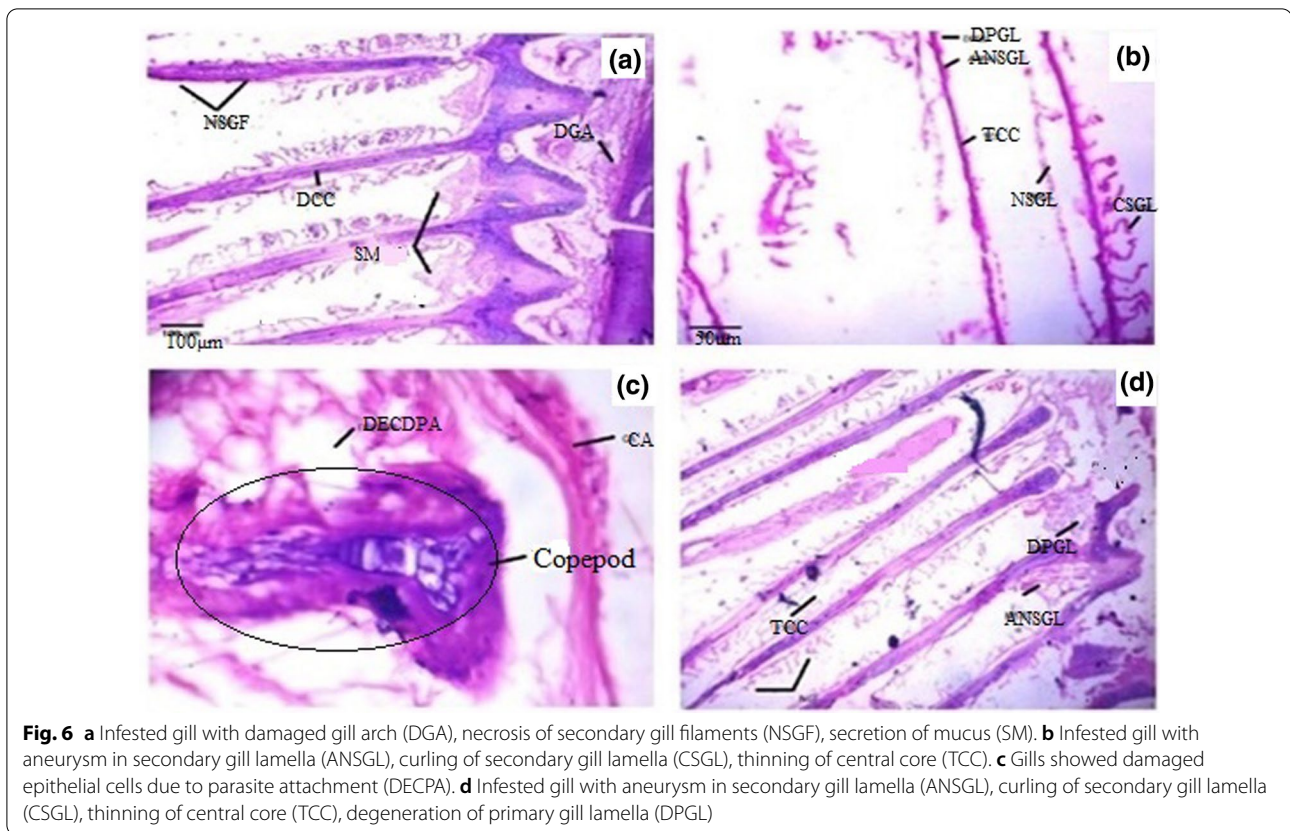 (a)
NSGF
DGA
DCC
SM
100µm
(b)
DPGL
ANSGL
TCC
NSGL
CSGL
50µm
(c)
DECDPA
CA
Copepod
(d)
DPGL
TCC
ANSGL
Fig. 6 a Infested gill with damaged gill arch (DGA), necrosis of secondary gill filaments (NSGF), secretion of mucus (SM). b Infested gill with
aneurysm in secondary gill lamella (ANSGL), curling of secondary gill lamella (CSGL), thinning of central core (TCC). c Gills showed damaged
epithelial cells due to parasite attachment (DECPA). d Infested gill with aneurysm in secondary gill lamella (ANSGL), curling of secondary gill lamella
(CSGL), thinning of central core (TCC), degeneration of primary gill lamella (DPGL)